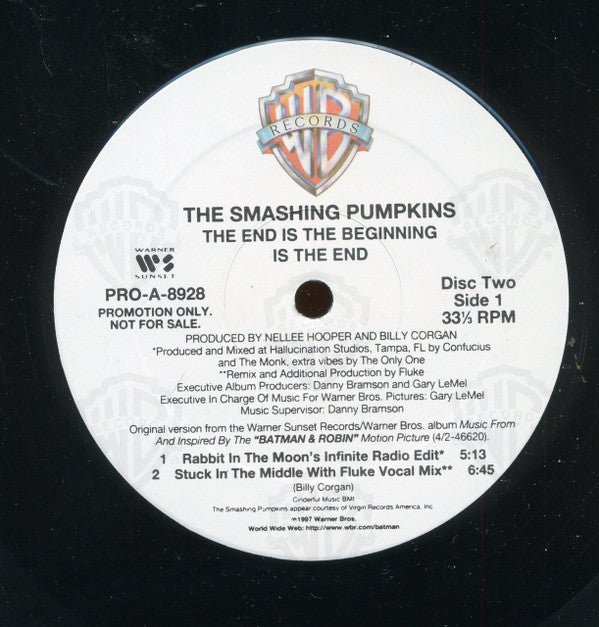 WB
RECORDS
THE SMASHING PUMPKINS
THE END IS THE BEGINNING
IS THE END
WARNER
WS
SUNSET
PRO-A-8928
PROMOTION ONLY.
NOT FOR SALE.
Disc Two
Side 1
33⅓ RPM
PRODUCED BY NELLEE HOOPER AND BILLY CORGAN
*Produced and Mixed at Hallucination Studios, Tampa, FL by Confucius
and The Monk, extra vibes by The Only One
**Remix and Additional Production by Fluke
Executive Album Producers: Danny Bramson and Gary LeMel
Executive In Charge Of Music For Warner Bros. Pictures: Gary LeMel
Music Supervisor: Danny Bramson
Original version from the Warner Sunset Records/Warner Bros. album Music From
And Inspired By The "BATMAN & ROBIN" Motion Picture (4/2-46620).
1 Rabbit In The Moon's Infinite Radio Edit* 5:13
2 Stuck In The Middle With Fluke Vocal Mix** 6:45
(Billy Corgan)
Cinderful Music BMI
The Smashing Pumpkins appear courtesy of Virgin Records America, Inc
℗1997 Warner Bros.
World Wide Web: http://www.wbr.com/batman